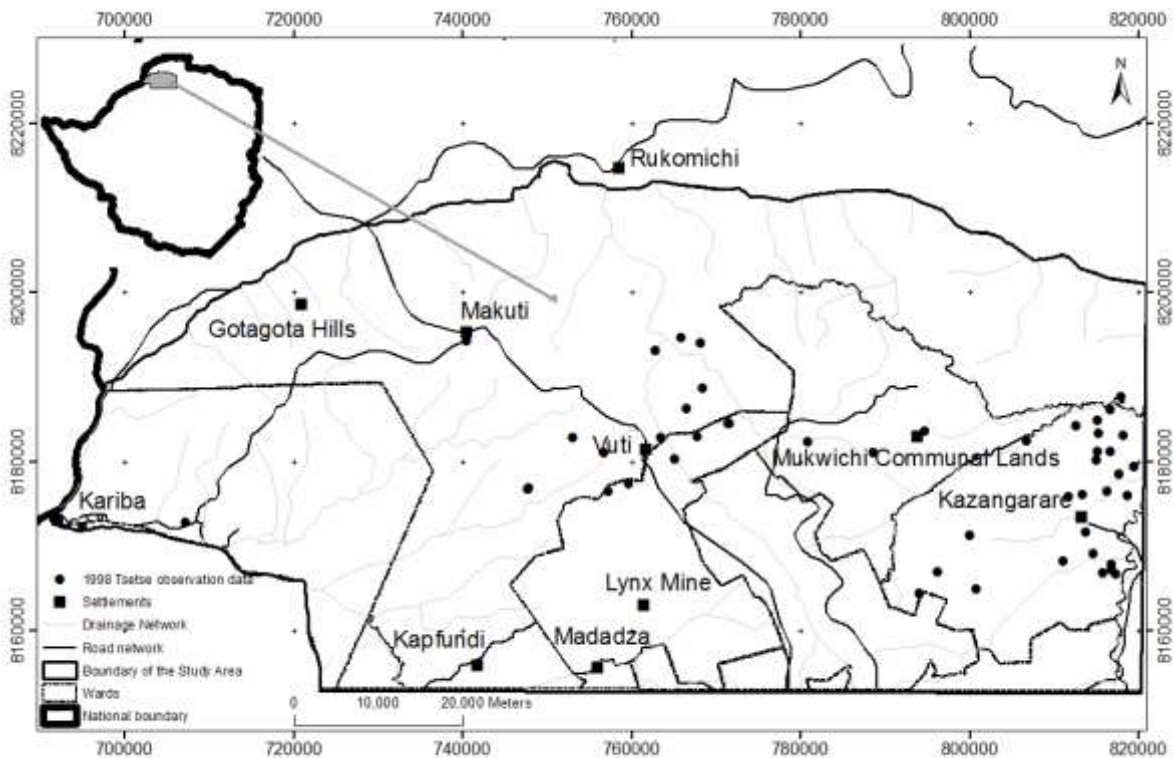 700000 720000 740000 760000 780000 800000 820000
N
8220000 8220000
Rukomichi
8200000 8200000
Makuti
Gotagota Hills
8180000 8180000
Vuti
Mukwichi Communal Lands
Kariba
Kazangarare
1998 Tsetse observation data
Settlements
Lynx Mine
Drainage Network
8160000 8160000
Kapfundi
Madadza
Road network
Boundary of the Study Area
Wards
0 10,000 20,000 Meters
National boundary
700000 720000 740000 760000 780000 800000 820000